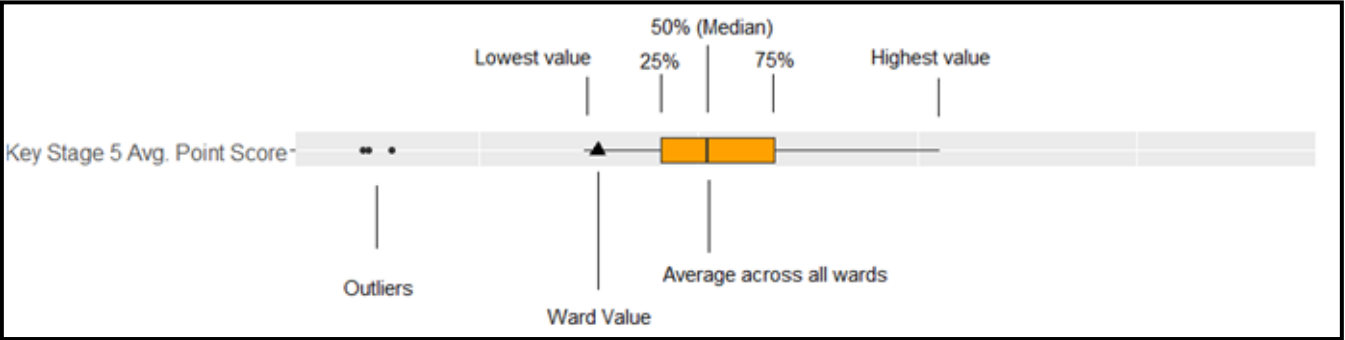 50% (Median)
Lowest value
25%
75%
Highest value
Key Stage 5 Avg. Point Score
Average across all wards
Outliers
Ward Value